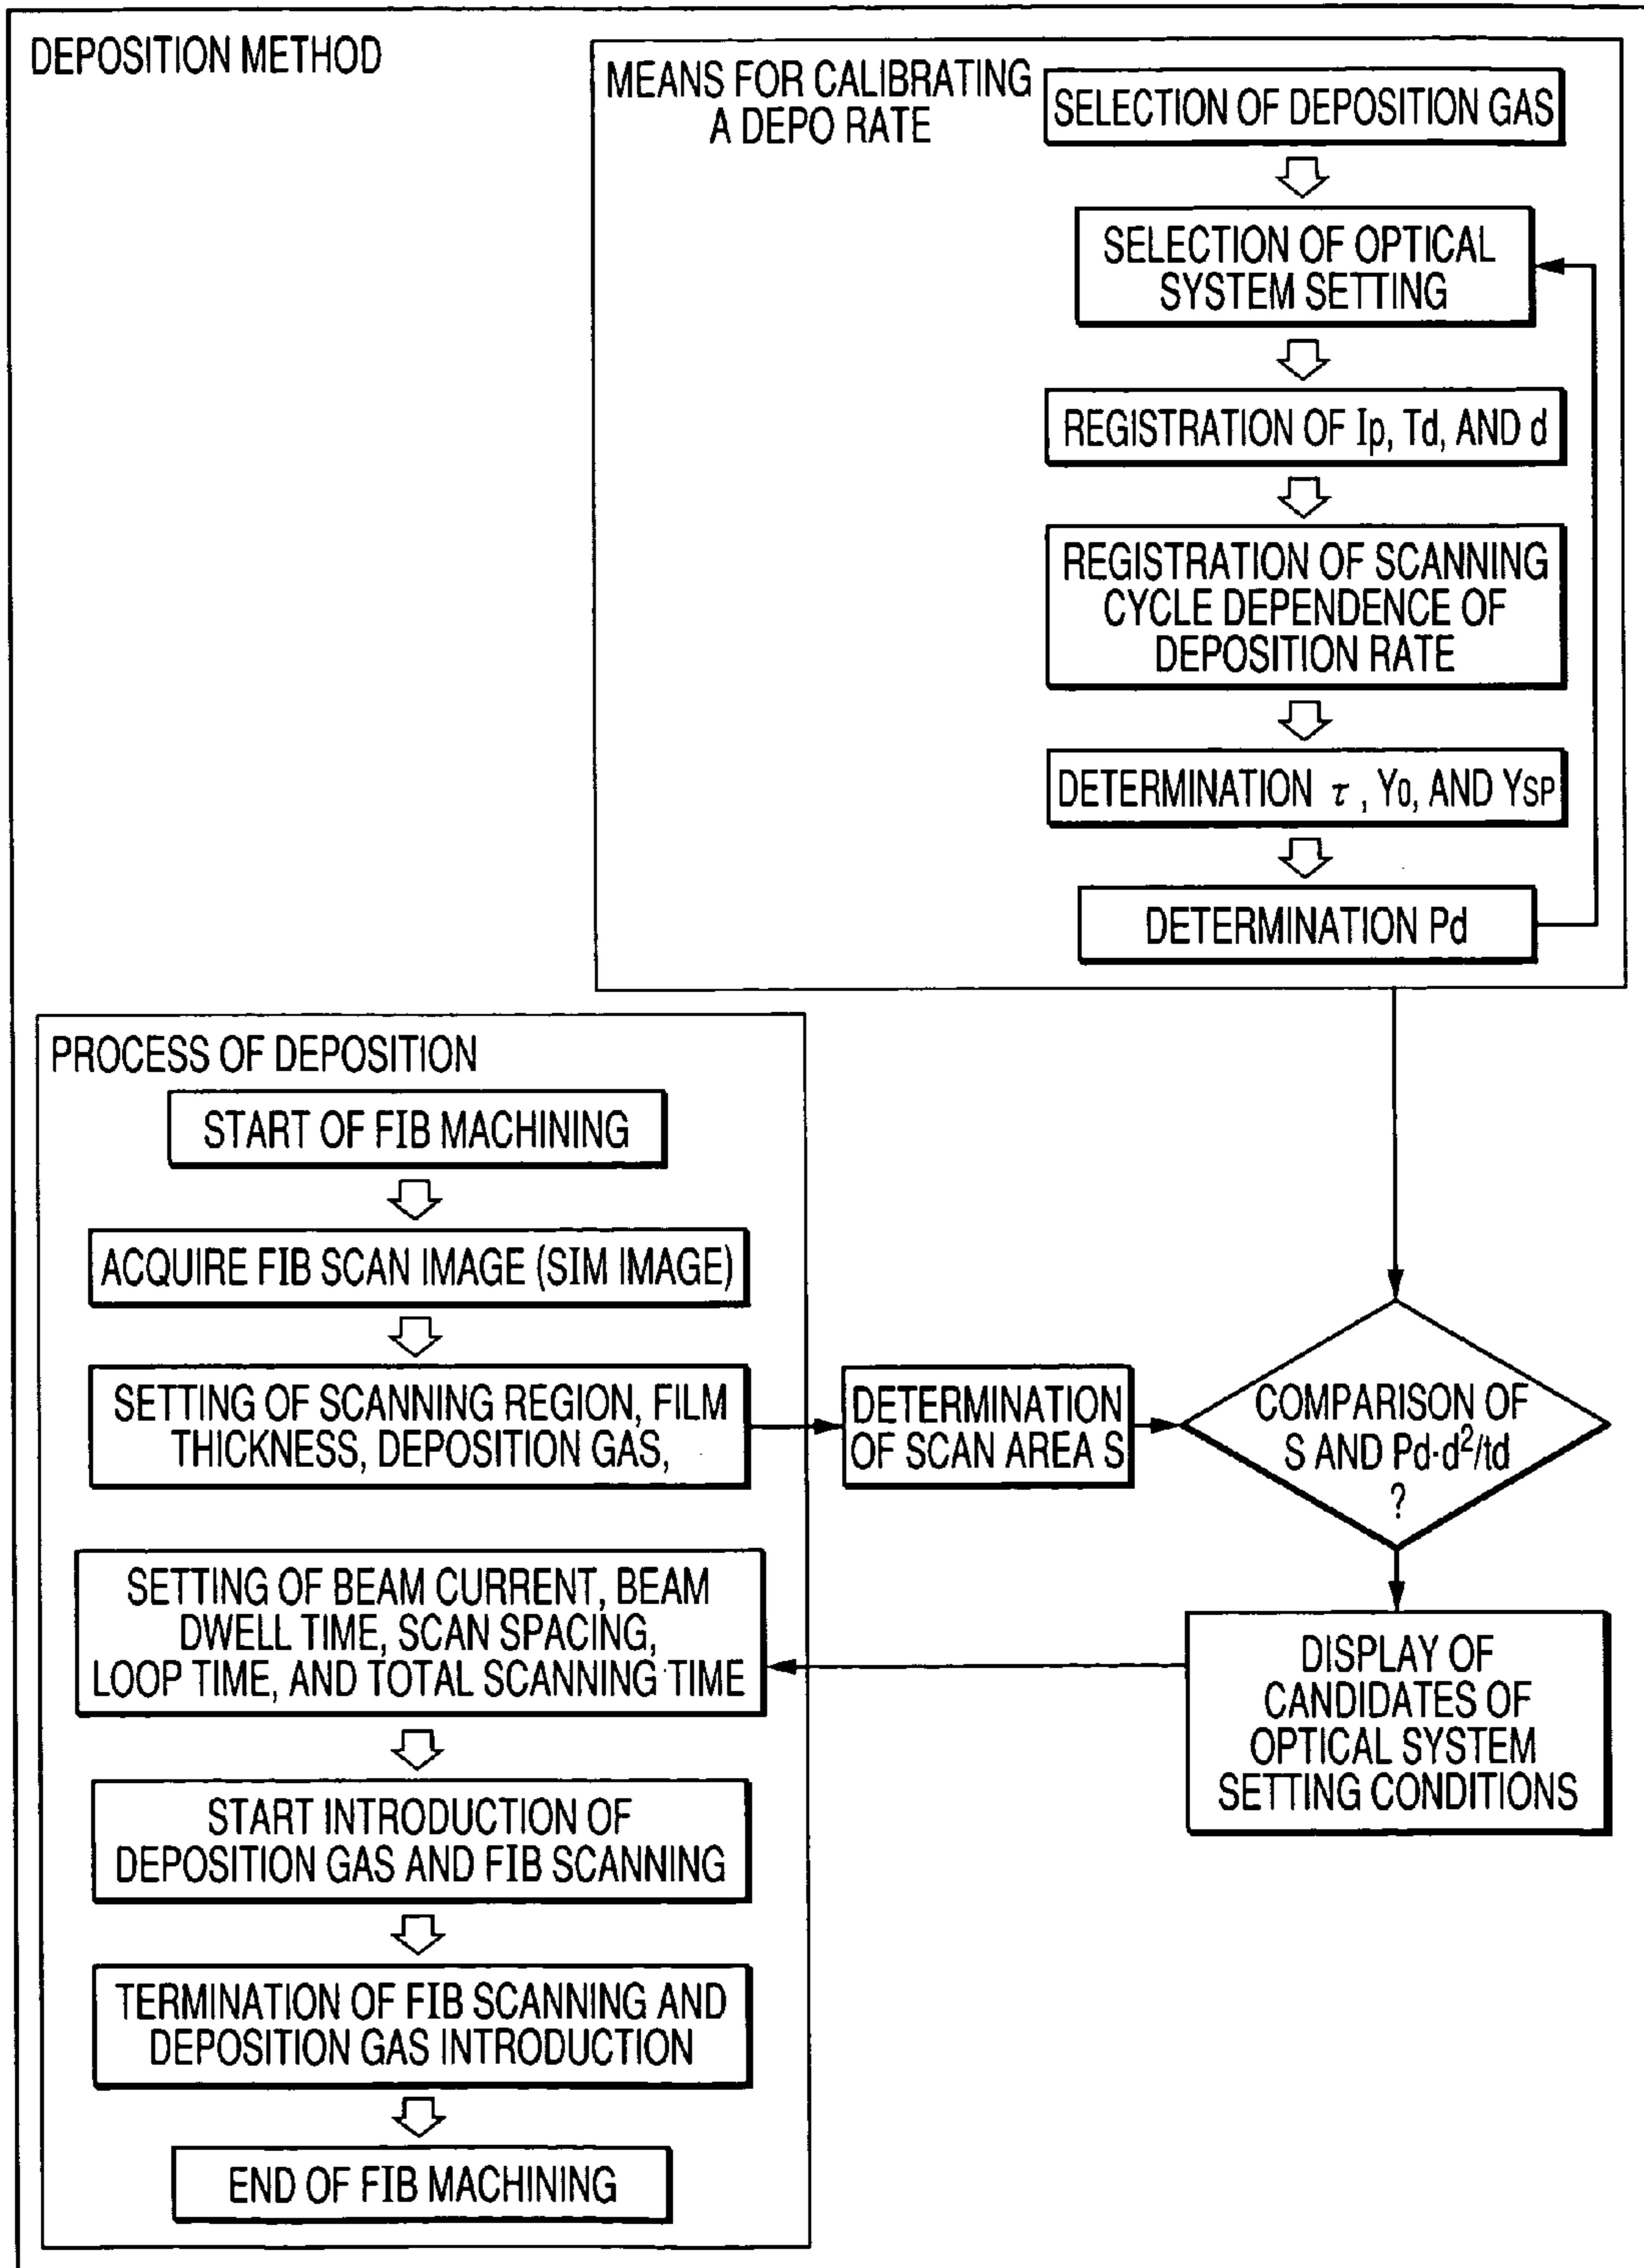 DEPOSITION METHOD
MEANS FOR CALIBRATING
A DEPO RATE
SELECTION OF DEPOSITION GAS
SELECTION OF OPTICAL
SYSTEM SETTING
REGISTRATION OF Ip, Td, AND d
REGISTRATION OF SCANNING
CYCLE DEPENDENCE OF
DEPOSITION RATE
DETERMINATION τ, Y0, AND YSP
DETERMINATION Pd
PROCESS OF DEPOSITION
START OF FIB MACHINING
ACQUIRE FIB SCAN IMAGE (SIM IMAGE)
SETTING OF SCANNING REGION, FILM
THICKNESS, DEPOSITION GAS,
DETERMINATION
OF SCAN AREA S
COMPARISON OF
S AND Pd·d²/td
?
DISPLAY OF
CANDIDATES OF
OPTICAL SYSTEM
SETTING CONDITIONS
SETTING OF BEAM CURRENT, BEAM
DWELL TIME, SCAN SPACING,
LOOP TIME, AND TOTAL SCANNING TIME
START INTRODUCTION OF
DEPOSITION GAS AND FIB SCANNING
TERMINATION OF FIB SCANNING AND
DEPOSITION GAS INTRODUCTION
END OF FIB MACHINING